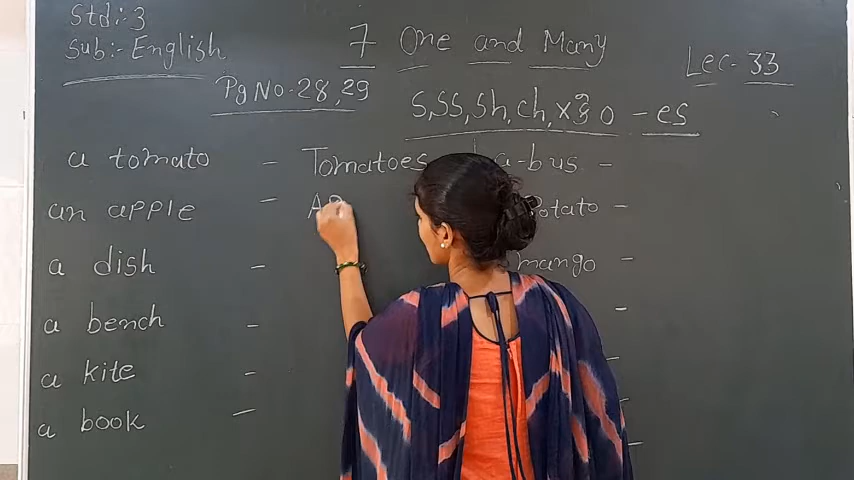 Std:- 3
Sub:- English
7 One and Many
Lec- 33
Pg No- 28, 29
S, SS, Sh, Ch, X, o - es
a tomato - Tomatoes
an apple - Ap
a dish -
a bench -
a kite -
a book -
a bus -
Potato -
mango -